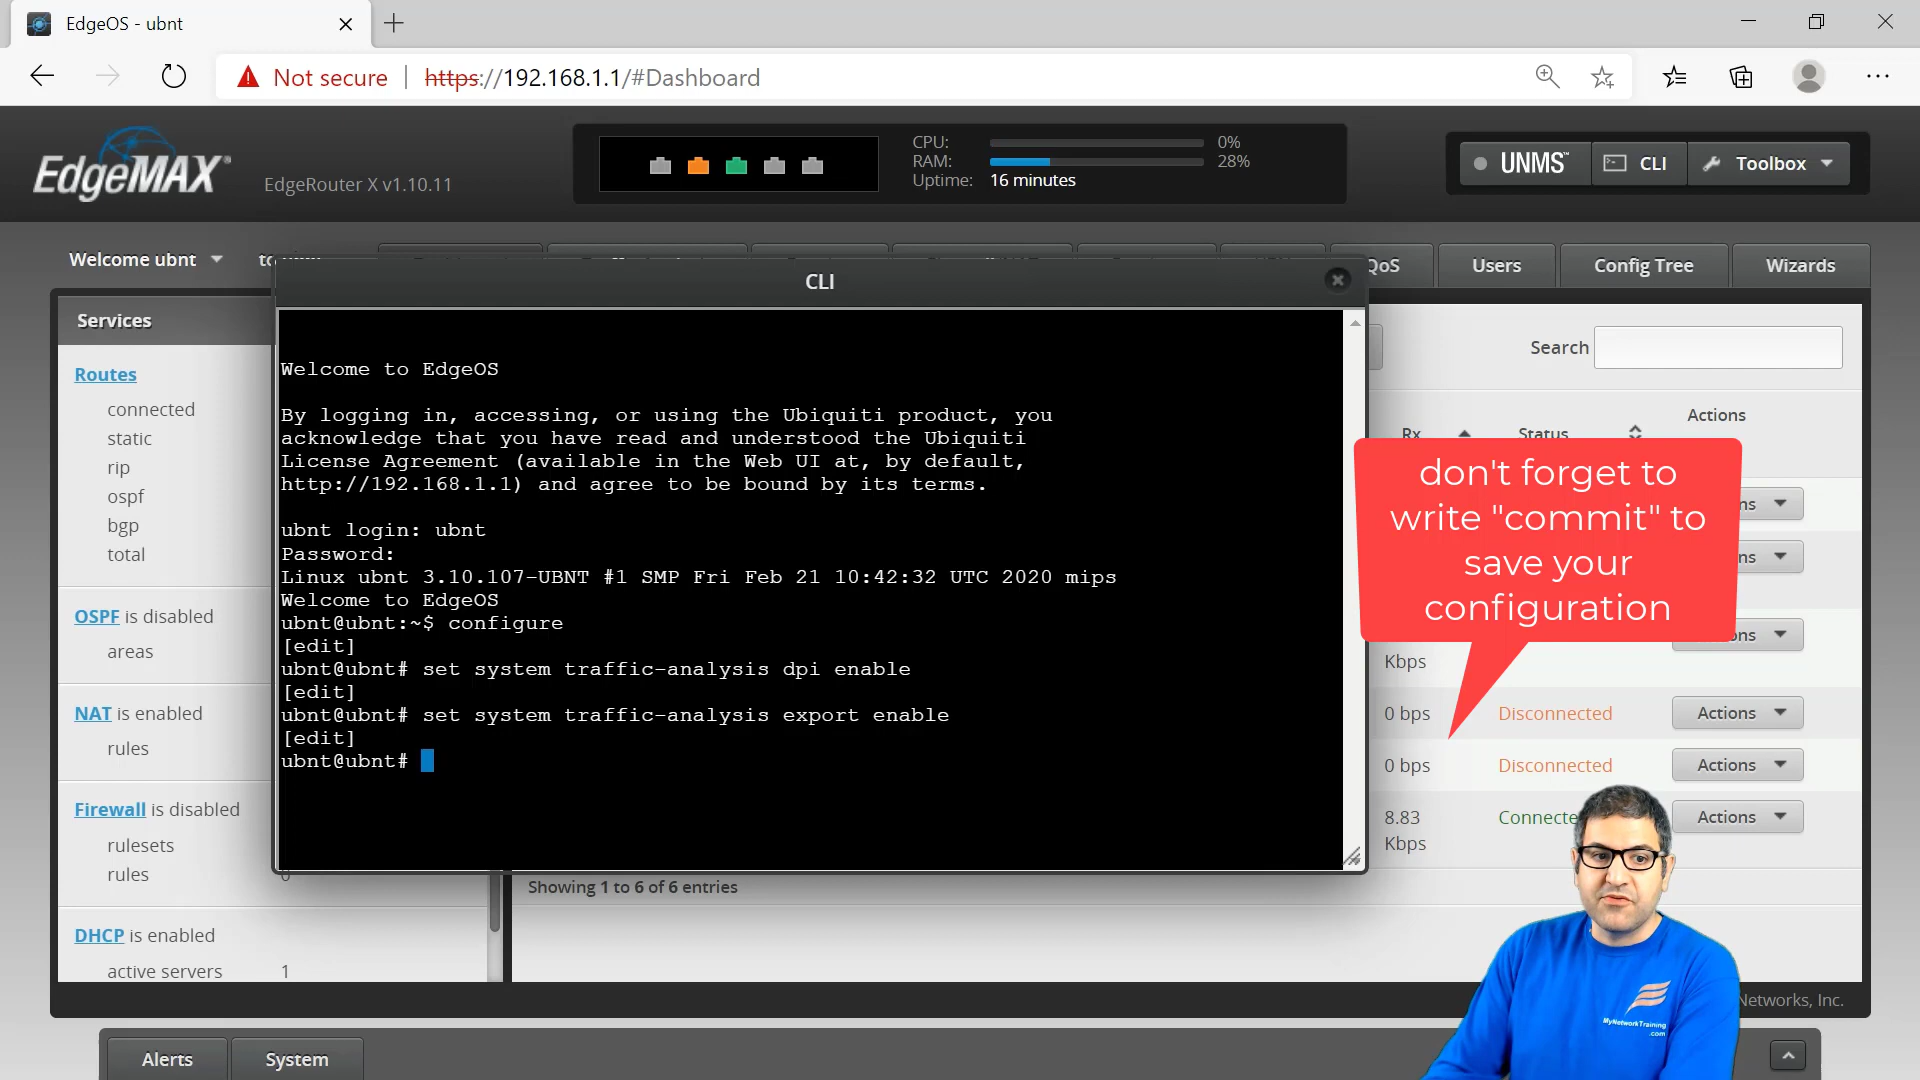 EdgeOS - ubnt
Not secure
https://192.168.1.1/#Dashboard
EdgeMAX
EdgeRouter X v1.10.11
CPU: 0%
RAM: 28%
Uptime: 16 minutes
UNMS™
CLI
Toolbox
Welcome ubnt
QoS
Users
Config Tree
Wizards
CLI
Services
Routes
connected
static
rip
ospf
bgp
total
OSPF is disabled
areas
NAT is enabled
rules
Firewall is disabled
rulesets
rules 0
DHCP is enabled
active servers 1
Welcome to EdgeOS
By logging in, accessing, or using the Ubiquiti product, you
acknowledge that you have read and understood the Ubiquiti
License Agreement (available in the Web UI at, by default,
http://192.168.1.1) and agree to be bound by its terms.
ubnt login: ubnt
Password:
Linux ubnt 3.10.107-UBNT #1 SMP Fri Feb 21 10:42:32 UTC 2020 mips
Welcome to EdgeOS
ubnt@ubnt:~$ configure
[edit]
ubnt@ubnt# set system traffic-analysis dpi enable
[edit]
ubnt@ubnt# set system traffic-analysis export enable
[edit]
ubnt@ubnt#
Search
Rx Status Actions
don't forget to
write "commit" to
save your
configuration
Kbps
0 bps Disconnected Actions
0 bps Disconnected Actions
8.83
Kbps
Actions
Showing 1 to 6 of 6 entries
MyNetworkTraining
.com
Networks, Inc.
Alerts
System